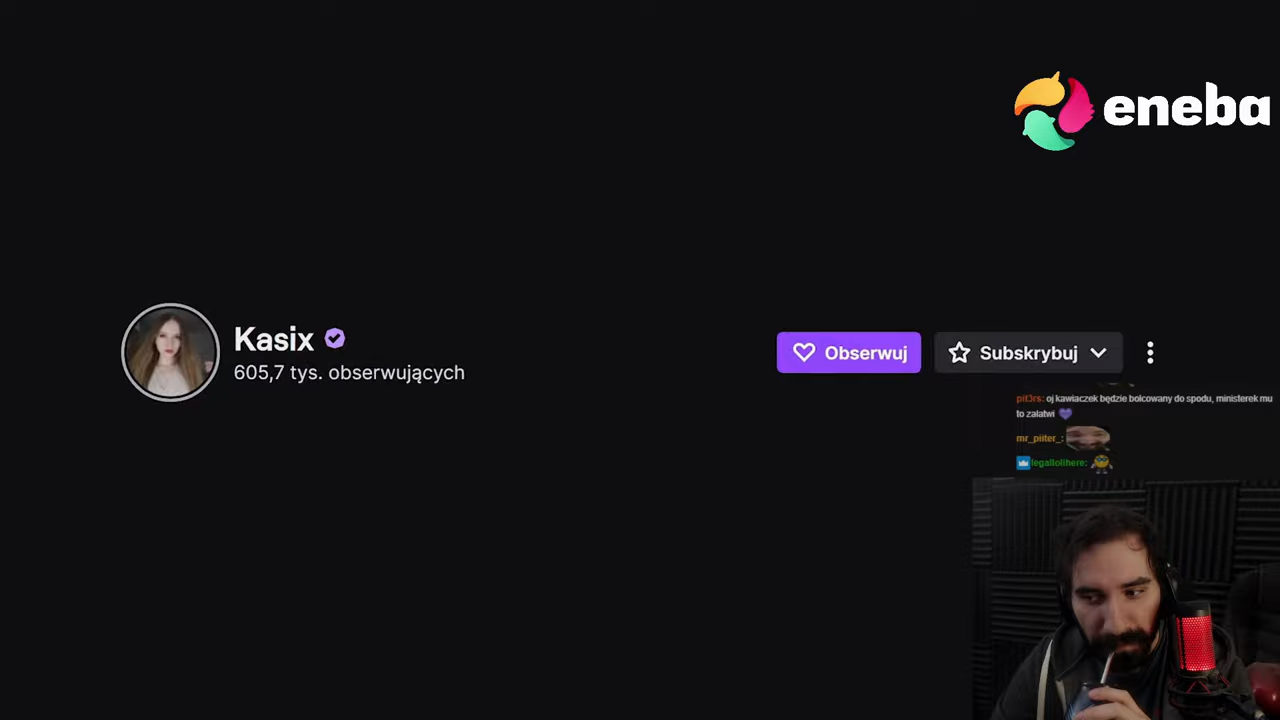 eneba
Kasix
605,7 tys. obserwujących
Obserwuj
Subskrybuj
pit3rs: oj kawiaczek będzie bolcowany do spodu, ministerek mu
to załatwi
mr_piiter_:
legallolihere: